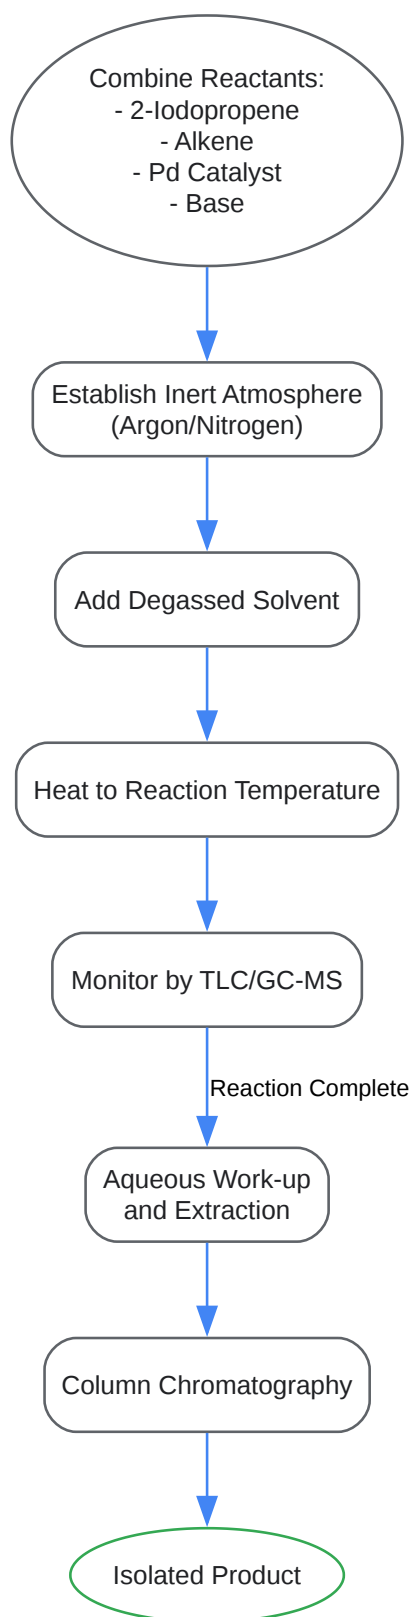 Combine Reactants:
- 2-Iodopropene
- Alkene
- Pd Catalyst
- Base
Establish Inert Atmosphere
(Argon/Nitrogen)
Add Degassed Solvent
Heat to Reaction Temperature
Monitor by TLC/GC-MS
Reaction Complete
Aqueous Work-up
and Extraction
Column Chromatography
Isolated Product